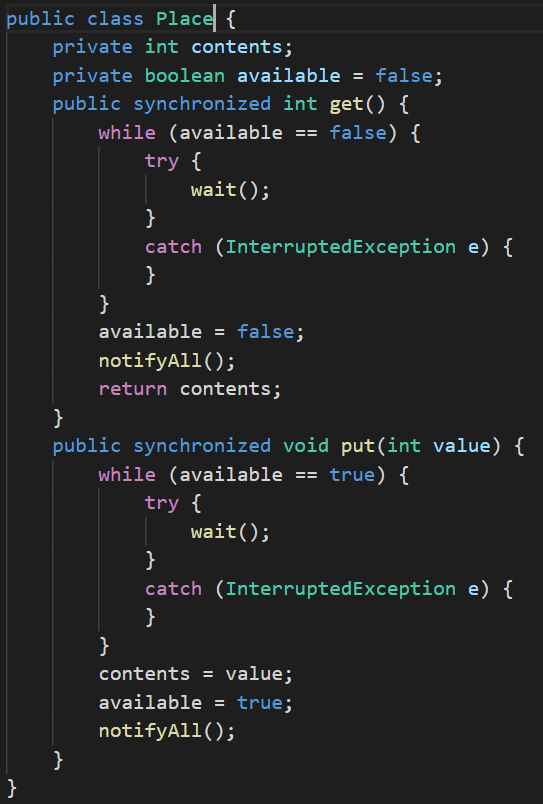 public class Place {
    private int contents;
    private boolean available = false;
    public synchronized int get() {
        while (available == false) {
            try {
                wait();
            }
            catch (InterruptedException e) {
            }
        }
        available = false;
        notifyAll();
        return contents;
    }
    public synchronized void put(int value) {
        while (available == true) {
            try {
                wait();
            }
            catch (InterruptedException e) {
            }
        }
        contents = value;
        available = true;
        notifyAll();
    }
}